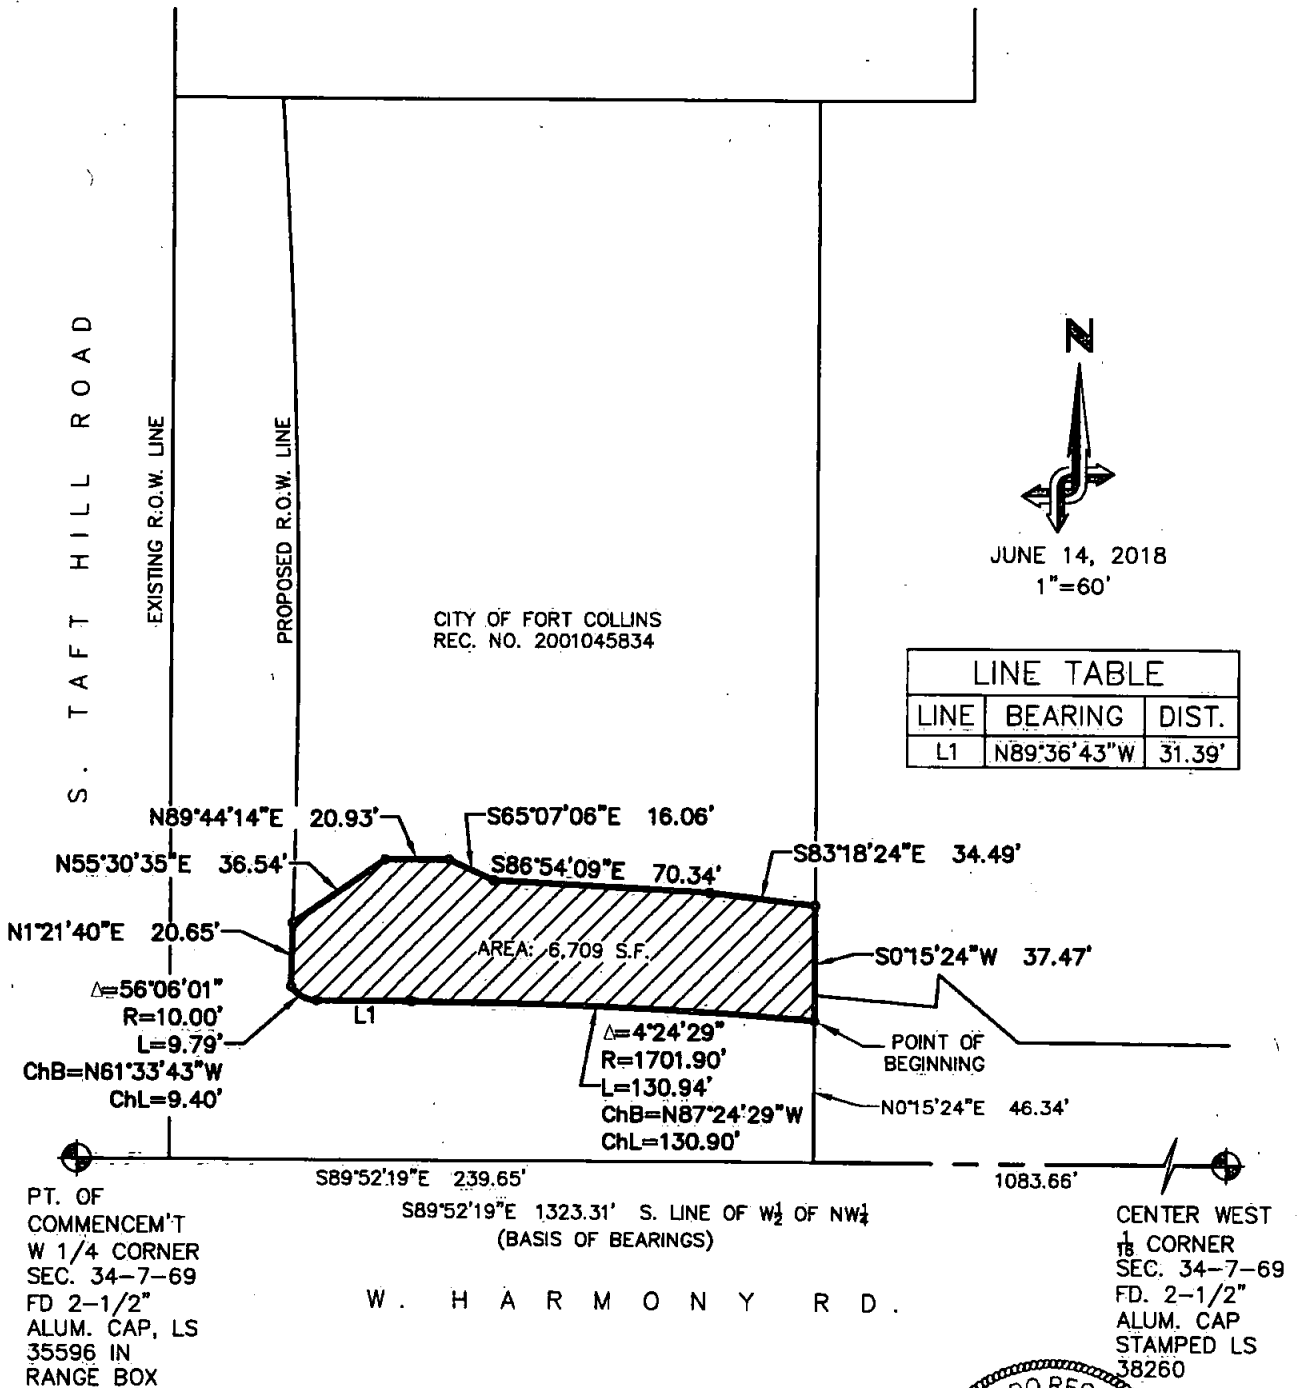 S. TAFT HILL ROAD
EXISTING R.O.W. LINE
PROPOSED R.O.W. LINE
N
JUNE 14, 2018
1"=60'
CITY OF FORT COLLINS
REC. NO. 2001045834
LINE TABLE
LINE BEARING DIST.
L1 N89°36'43"W 31.39'
N89°44'14"E 20.93'
S65°07'06"E 16.06'
N55°30'35"E 36.54'
S86°54'09"E 70.34'
S83°18'24"E 34.49'
N1°21'40"E 20.65'
AREA: 6,709 S.F.
S0°15'24"W 37.47'
Δ=56°06'01"
R=10.00'
L=9.79'
ChB=N61°33'43"W
ChL=9.40'
L1
Δ=4°24'29"
R=1701.90'
L=130.94'
ChB=N87°24'29"W
ChL=130.90'
POINT OF
BEGINNING
N0°15'24"E 46.34'
S89°52'19"E 239.65'
1083.66'
S89°52'19"E 1323.31' S. LINE OF W½ OF NW¼
(BASIS OF BEARINGS)
PT. OF
COMMENCEM'T
W 1/4 CORNER
SEC. 34-7-69
FD 2-1/2"
ALUM. CAP, LS
35596 IN
RANGE BOX
W. HARMONY RD.
CENTER WEST
1/16 CORNER
SEC. 34-7-69
FD. 2-1/2"
ALUM. CAP
STAMPED LS
38260